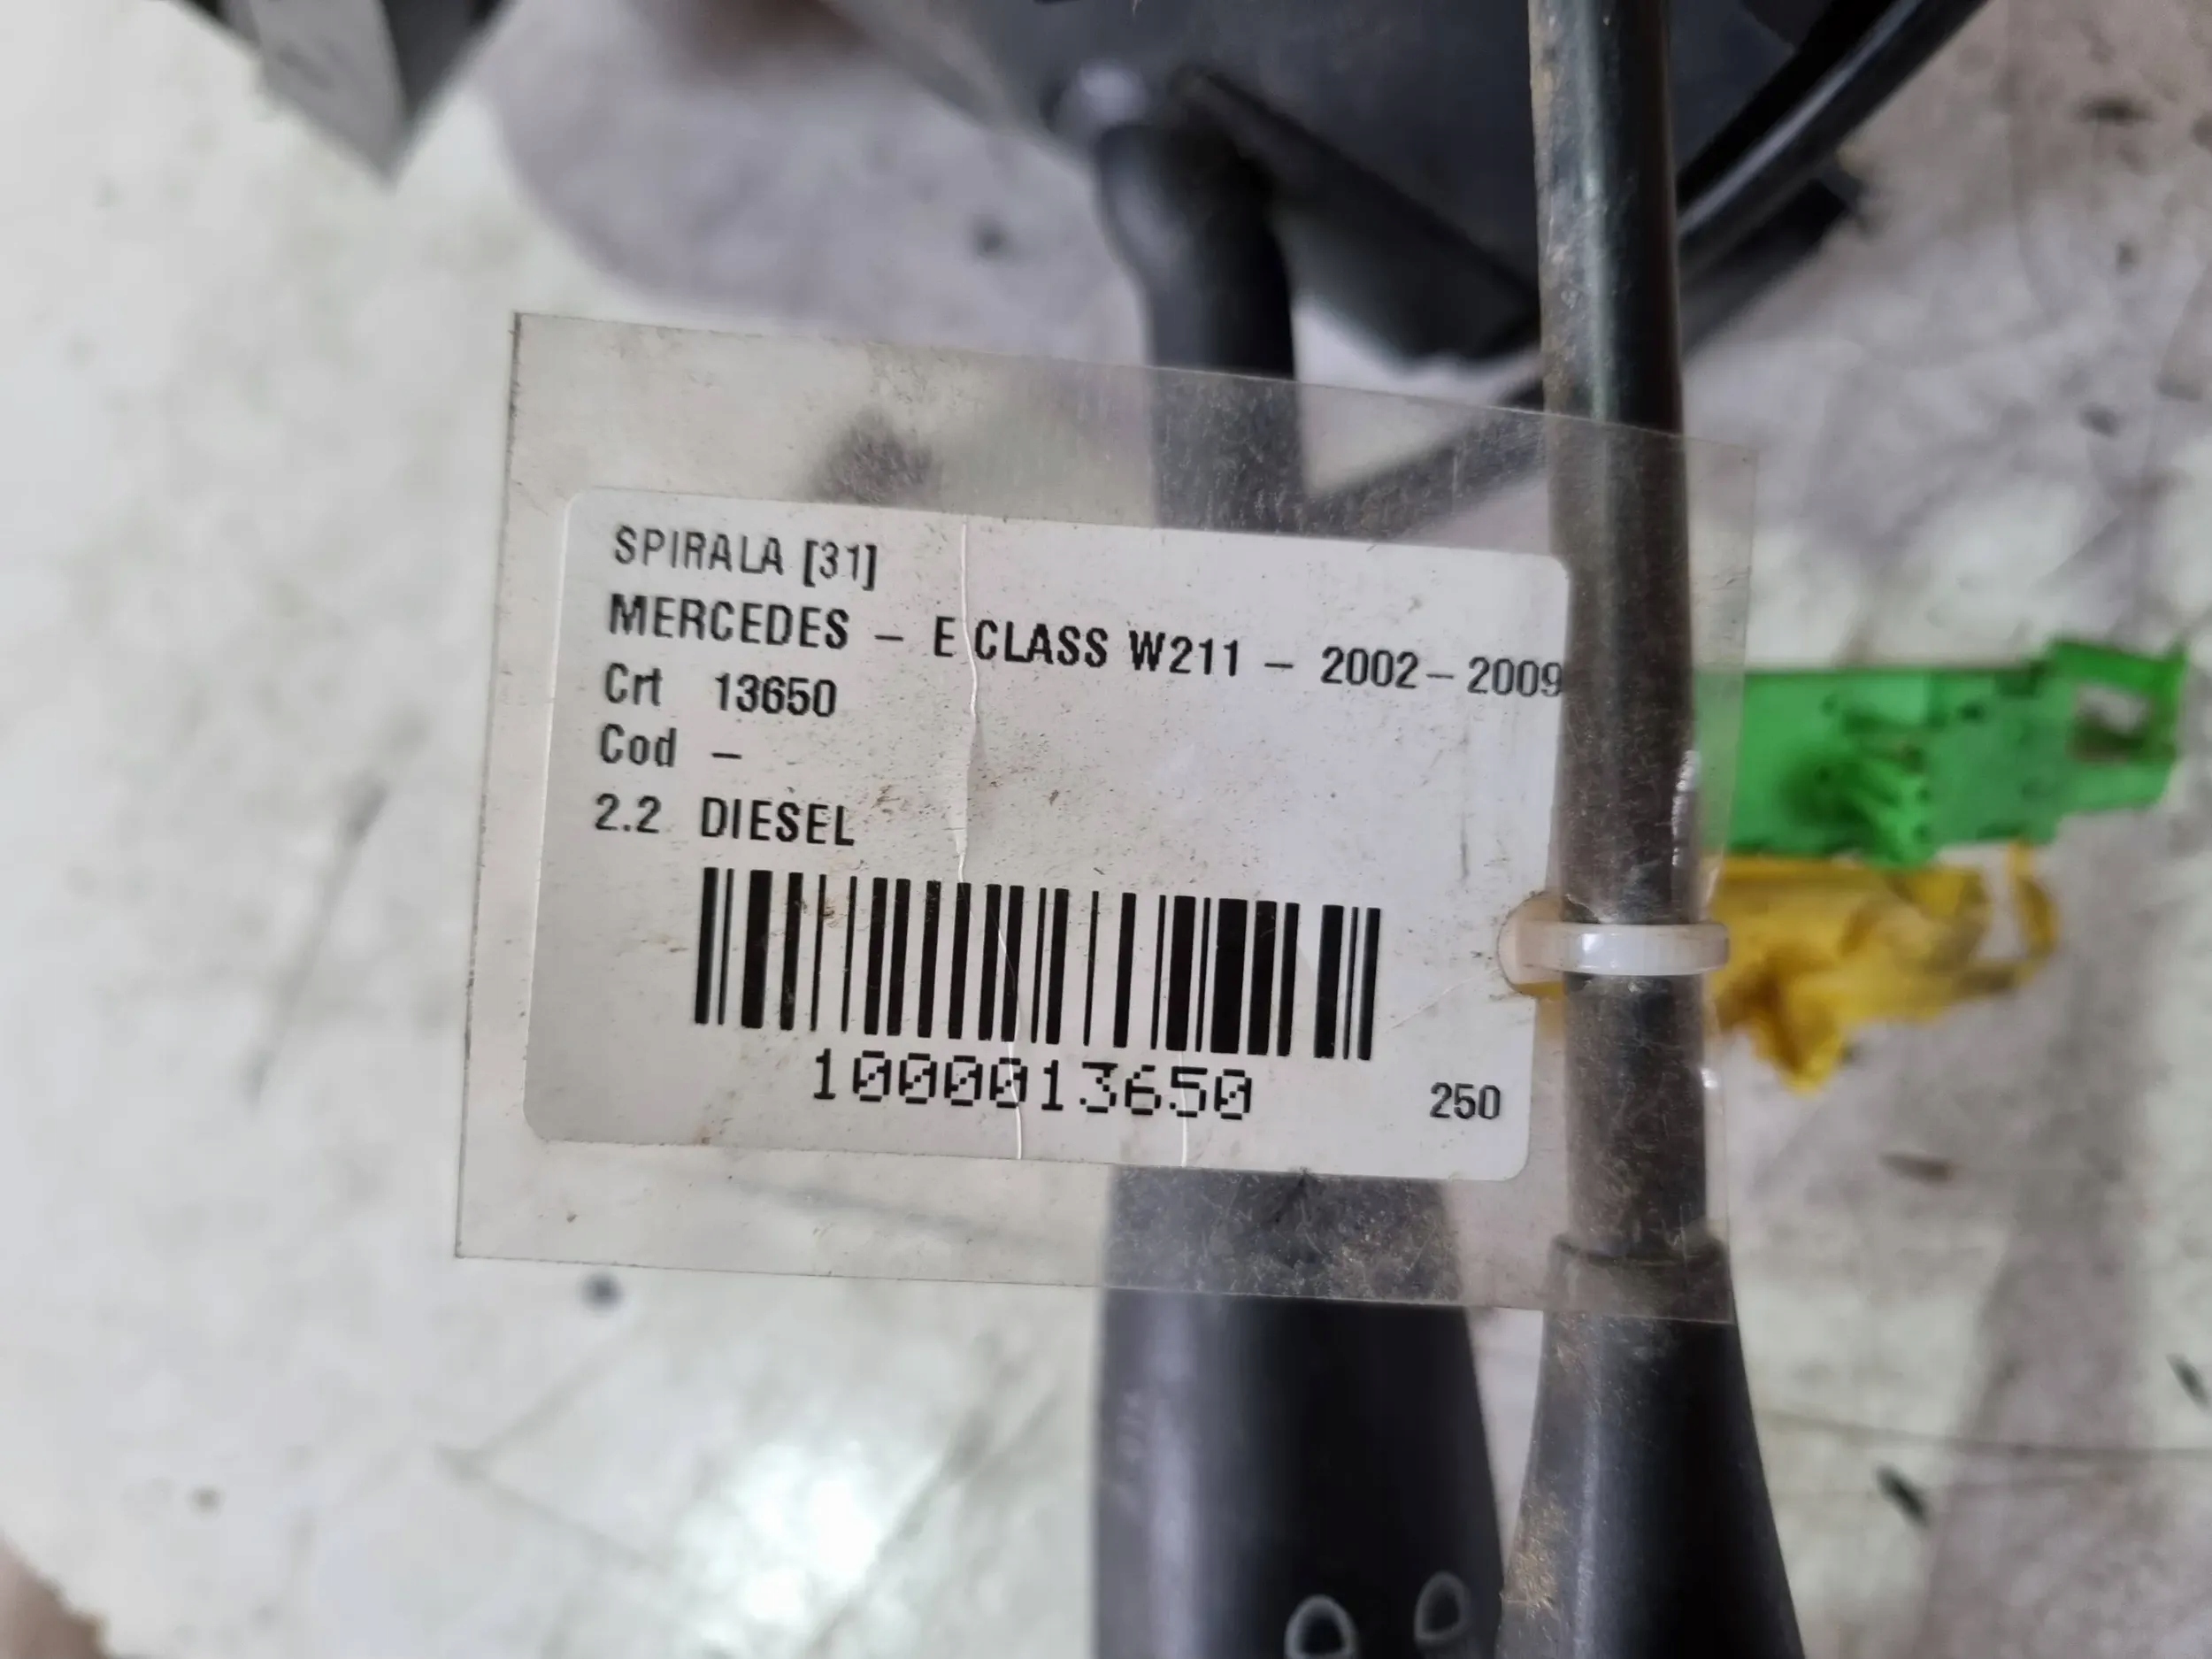 SPIRALA [31]
MERCEDES - E CLASS W211 - 2002-2009
Crt 13650
Cod -
2.2 DIESEL
1000013650
250